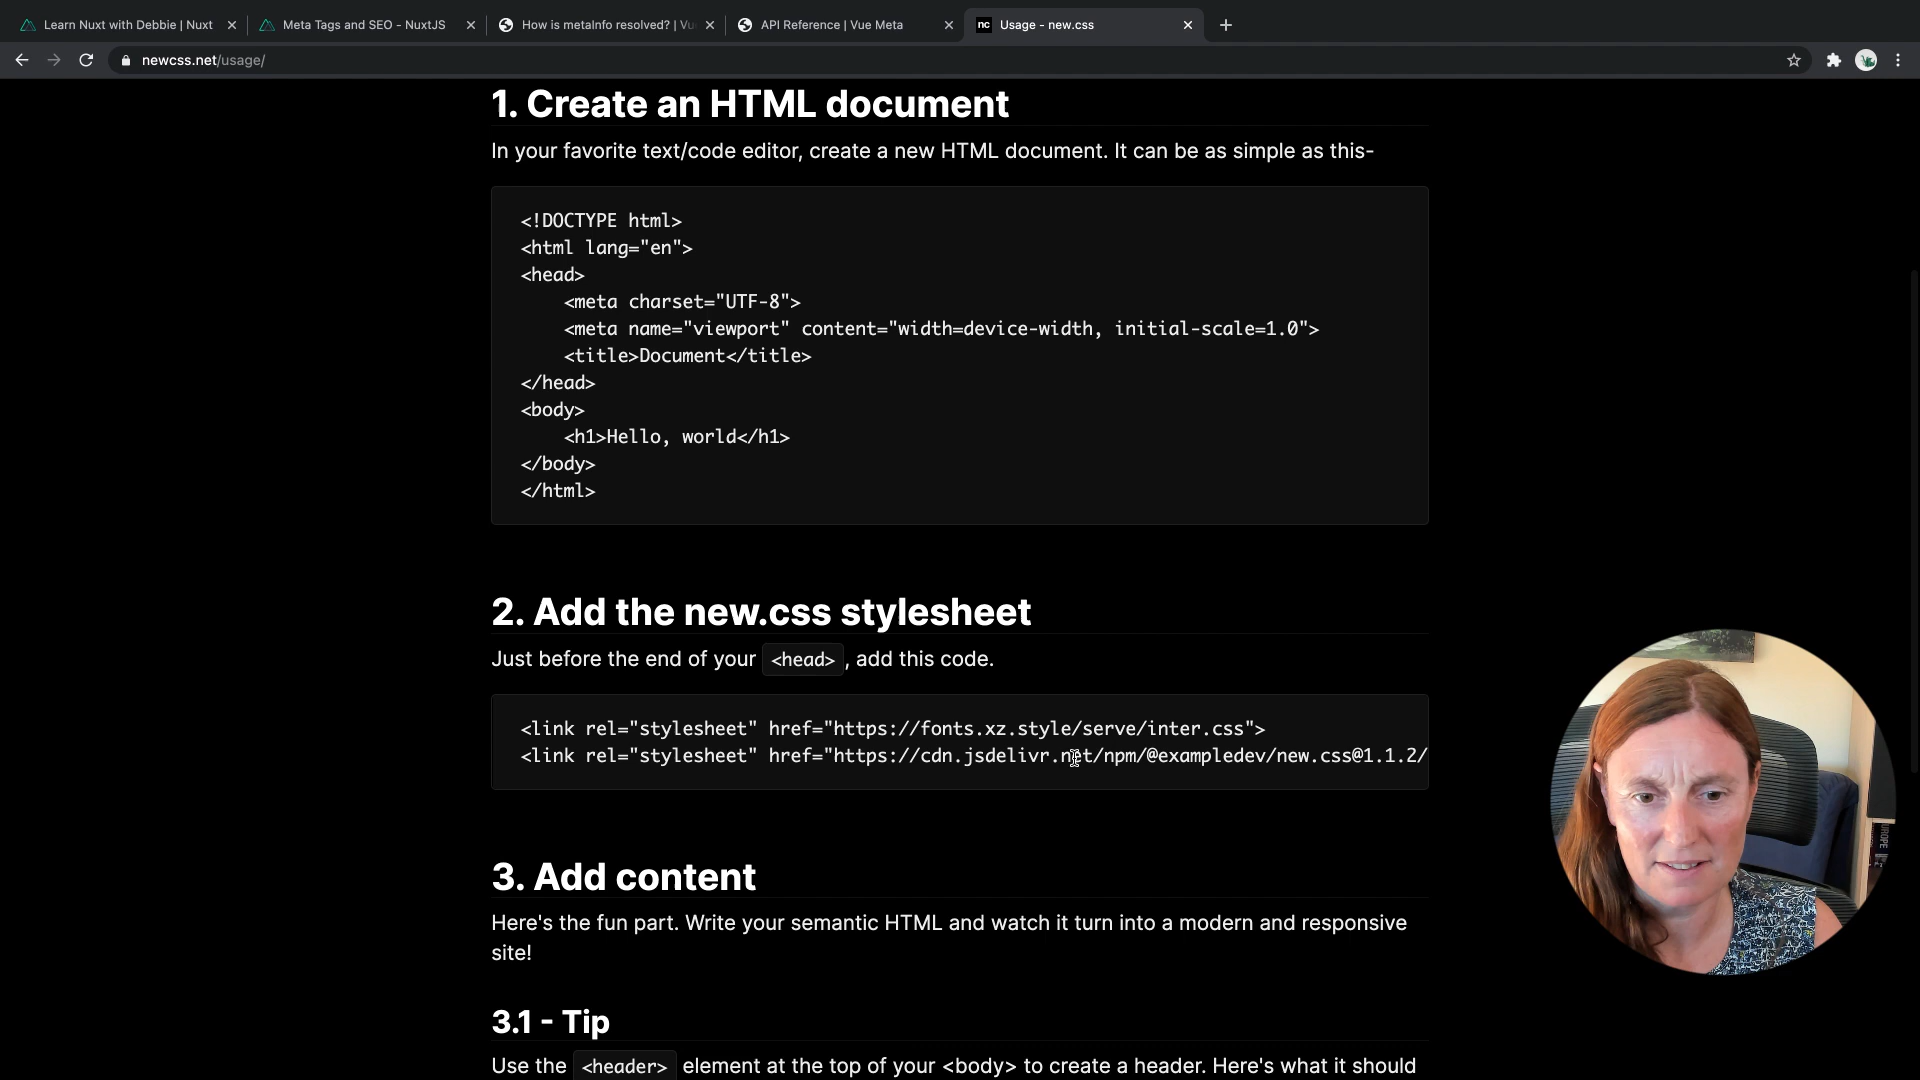 Learn Nuxt with Debbie | Nuxt
Meta Tags and SEO - NuxtJS
How is metaInfo resolved? | Vu
API Reference | Vue Meta
nc
Usage - new.css
newcss.net/usage/
1. Create an HTML document
In your favorite text/code editor, create a new HTML document. It can be as simple as this-
<!DOCTYPE html>
<html lang="en">
<head>
    <meta charset="UTF-8">
    <meta name="viewport" content="width=device-width, initial-scale=1.0">
    <title>Document</title>
</head>
<body>
    <h1>Hello, world</h1>
</body>
</html>
2. Add the new.css stylesheet
Just before the end of your <head>, add this code.
<link rel="stylesheet" href="https://fonts.xz.style/serve/inter.css">
<link rel="stylesheet" href="https://cdn.jsdelivr.net/npm/@exampledev/new.css@1.1.2/
3. Add content
Here's the fun part. Write your semantic HTML and watch it turn into a modern and responsive
site!
3.1 - Tip
Use the <header> element at the top of your <body> to create a header. Here's what it should
EUROPE